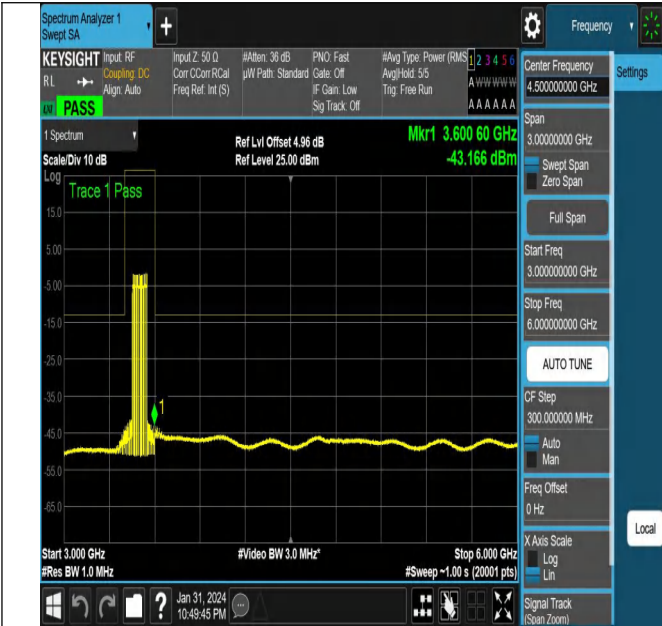 Spectrum Analyzer 1
Swept SA
+
Frequency
KEYSIGHT
RL
LXI
PASS
Input: RF
Coupling: DC
Align: Auto
Input Z: 50 Ω
Corr CCorr RCal
Freq Ref: Int (S)
#Atten: 36 dB
µW Path: Standard
PNO: Fast
Gate: Off
IF Gain: Low
Sig Track: Off
#Avg Type: Power (RMS
Avg|Hold: 5/5
Trig: Free Run
1 2 3 4 5 6
A W W W W W
A A A A A A
1 Spectrum
Scale/Div 10 dB
Ref Lvl Offset 4.96 dB
Ref Level 25.00 dBm
Mkr1 3.600 60 GHz
-43.166 dBm
Log
Trace 1 Pass
15.0
5.00
-5.00
-15.0
-25.0
-35.0
-45.0
-55.0
-65.0
1
Start 3.000 GHz
#Res BW 1.0 MHz
#Video BW 3.0 MHz*
Stop 6.000 GHz
#Sweep ~1.00 s (20001 pts)
Center Frequency
4.500000000 GHz
Span
3.00000000 GHz
Swept Span
Zero Span
Full Span
Start Freq
3.000000000 GHz
Stop Freq
6.000000000 GHz
AUTO TUNE
CF Step
300.000000 MHz
Auto
Man
Freq Offset
0 Hz
X Axis Scale
Log
Lin
Signal Track
(Span Zoom)
Settings
Local
?
Jan 31, 2024
10:49:45 PM